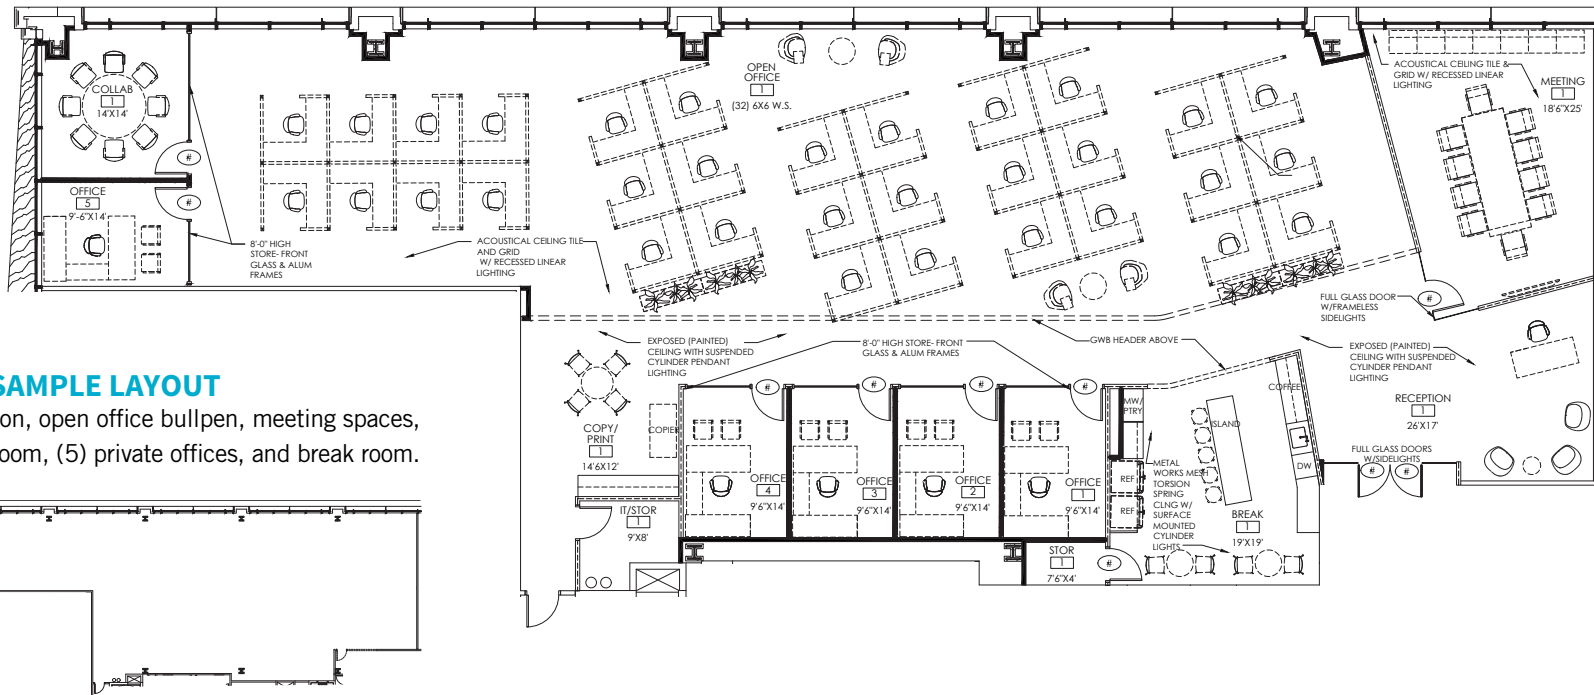 COLLAB
1
14'X14'
OFFICE
5
9'-6"X14'
#
#
8'-0" HIGH
STORE- FRONT
GLASS & ALUM
FRAMES
ACOUSTICAL CEILING TILE
AND GRID
W/ RECESSED LINEAR
LIGHTING
OPEN
OFFICE
1
(32) 6X6 W.S.
ACOUSTICAL CEILING TILE &
GRID W/ RECESSED LINEAR
LIGHTING
MEETING
1
18'6"X25'
FULL GLASS DOOR
W/FRAMELESS
SIDELIGHTS
#
EXPOSED (PAINTED)
CEILING WITH SUSPENDED
CYLINDER PENDANT
LIGHTING
8'-0" HIGH STORE- FRONT
GLASS & ALUM FRAMES
GWB HEADER ABOVE
EXPOSED (PAINTED)
CEILING WITH SUSPENDED
CYLINDER PENDANT
LIGHTING
SAMPLE LAYOUT
on, open office bullpen, meeting spaces,
oom, (5) private offices, and break room.
COPY/
PRINT
1
14'6X12'
COPIER
#
#
#
#
OFFICE
4
9'6"X14'
OFFICE
3
9'6"X14'
OFFICE
2
9'6"X14'
OFFICE
1
9'6"X14'
MW/
PTRY
REF
REF
METAL
WORKS MESH
TORSION
SPRING
CLNG W/
SURFACE
MOUNTED
CYLINDER
LIGHTS
ISLAND
COFFEE
DW
BREAK
1
19'X19'
RECEPTION
1
26'X17'
FULL GLASS DOORS
W/SIDELIGHTS
#
#
IT/STOR
1
9'X8'
STOR
1
7'6"X4'
#